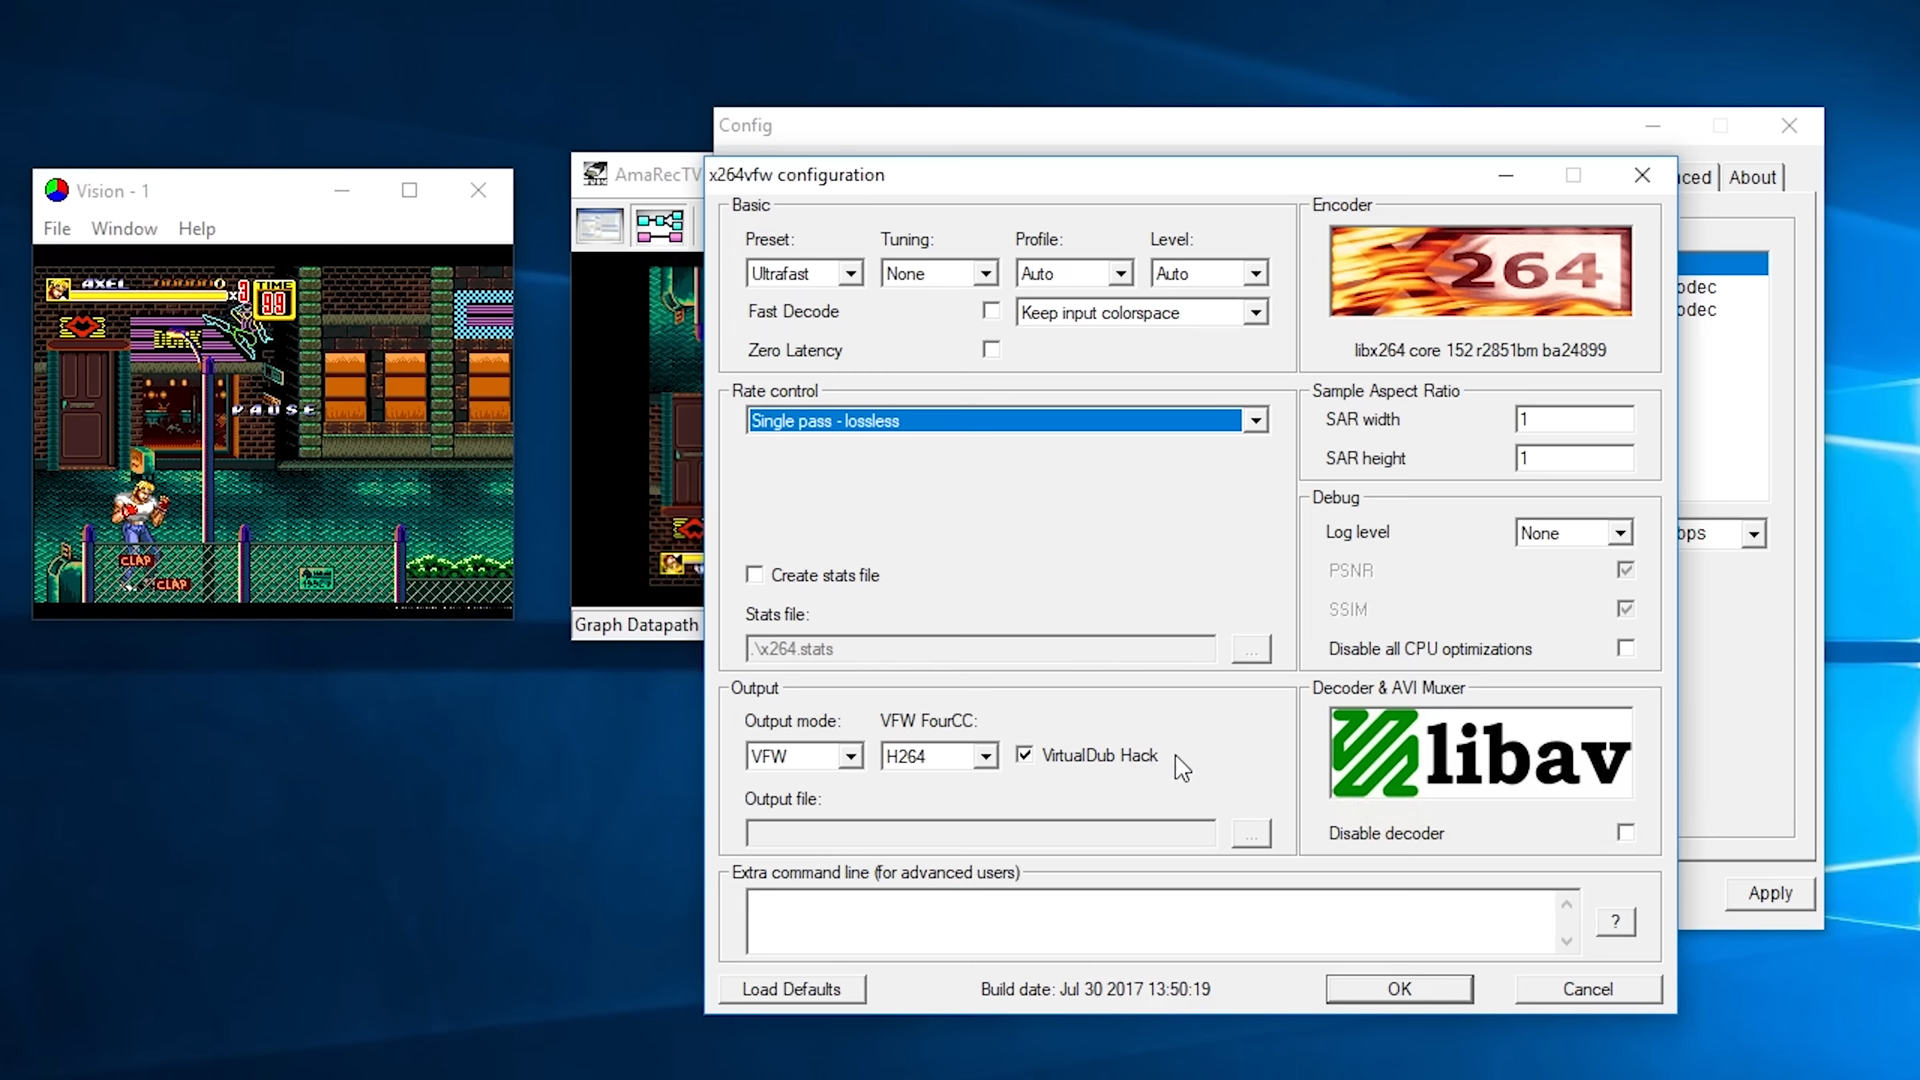 Config
Vision - 1
File Window Help
AXEL 0
x3
TIME
99
PAUSE
CLAP
CLAP
AmaRecTV
Graph Datapath
x264vfw configuration
About
Basic
Preset: Tuning: Profile: Level:
Ultrafast None Auto Auto
Fast Decode Keep input colorspace
Zero Latency
Encoder
264
libx264 core 152 r2851bm ba24899
Rate control
Single pass - lossless
Create stats file
Stats file:
.\x264.stats
...
Sample Aspect Ratio
SAR width 1
SAR height 1
Debug
Log level None
PSNR
SSIM
Disable all CPU optimizations
Output
Output mode: VFW FourCC:
VFW H264 VirtualDub Hack
Output file:
...
Decoder & AVI Muxer
libav
Disable decoder
Extra command line (for advanced users)
?
Load Defaults Build date: Jul 30 2017 13:50:19 OK Cancel
Apply